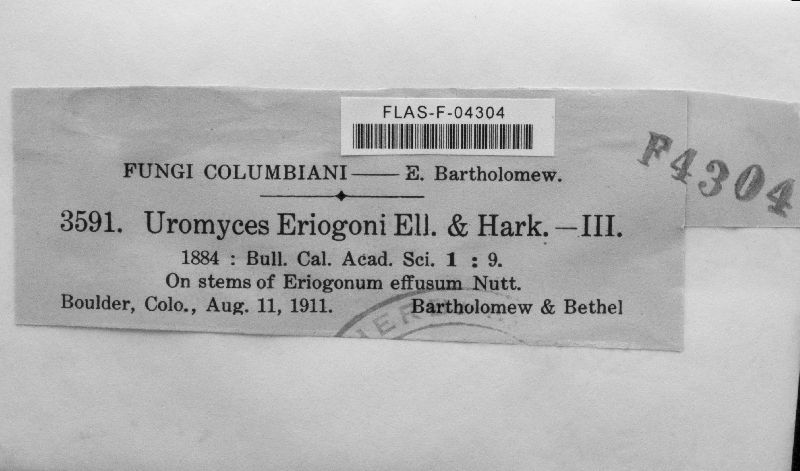 FLAS-F-04304
F4304
FUNGI COLUMBIANI — E. Bartholomew.
3591. Uromyces Eriogoni Ell. & Hark. — III.
1884 : Bull. Cal. Acad. Sci. 1 : 9.
On stems of Eriogonum effusum Nutt.
Boulder, Colo., Aug. 11, 1911. Bartholomew & Bethel